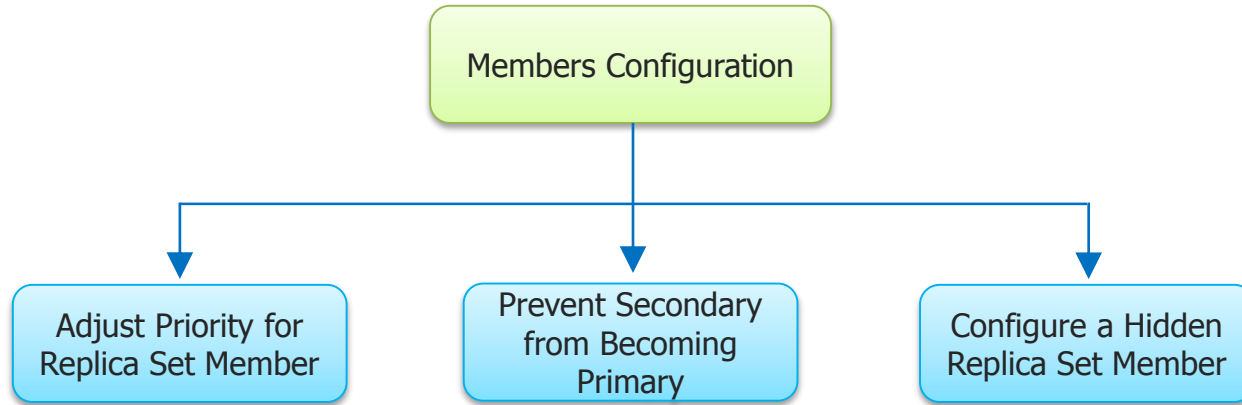 Members Configuration
Adjust Priority for
Replica Set Member
Prevent Secondary
from Becoming
Primary
Configure a Hidden
Replica Set Member